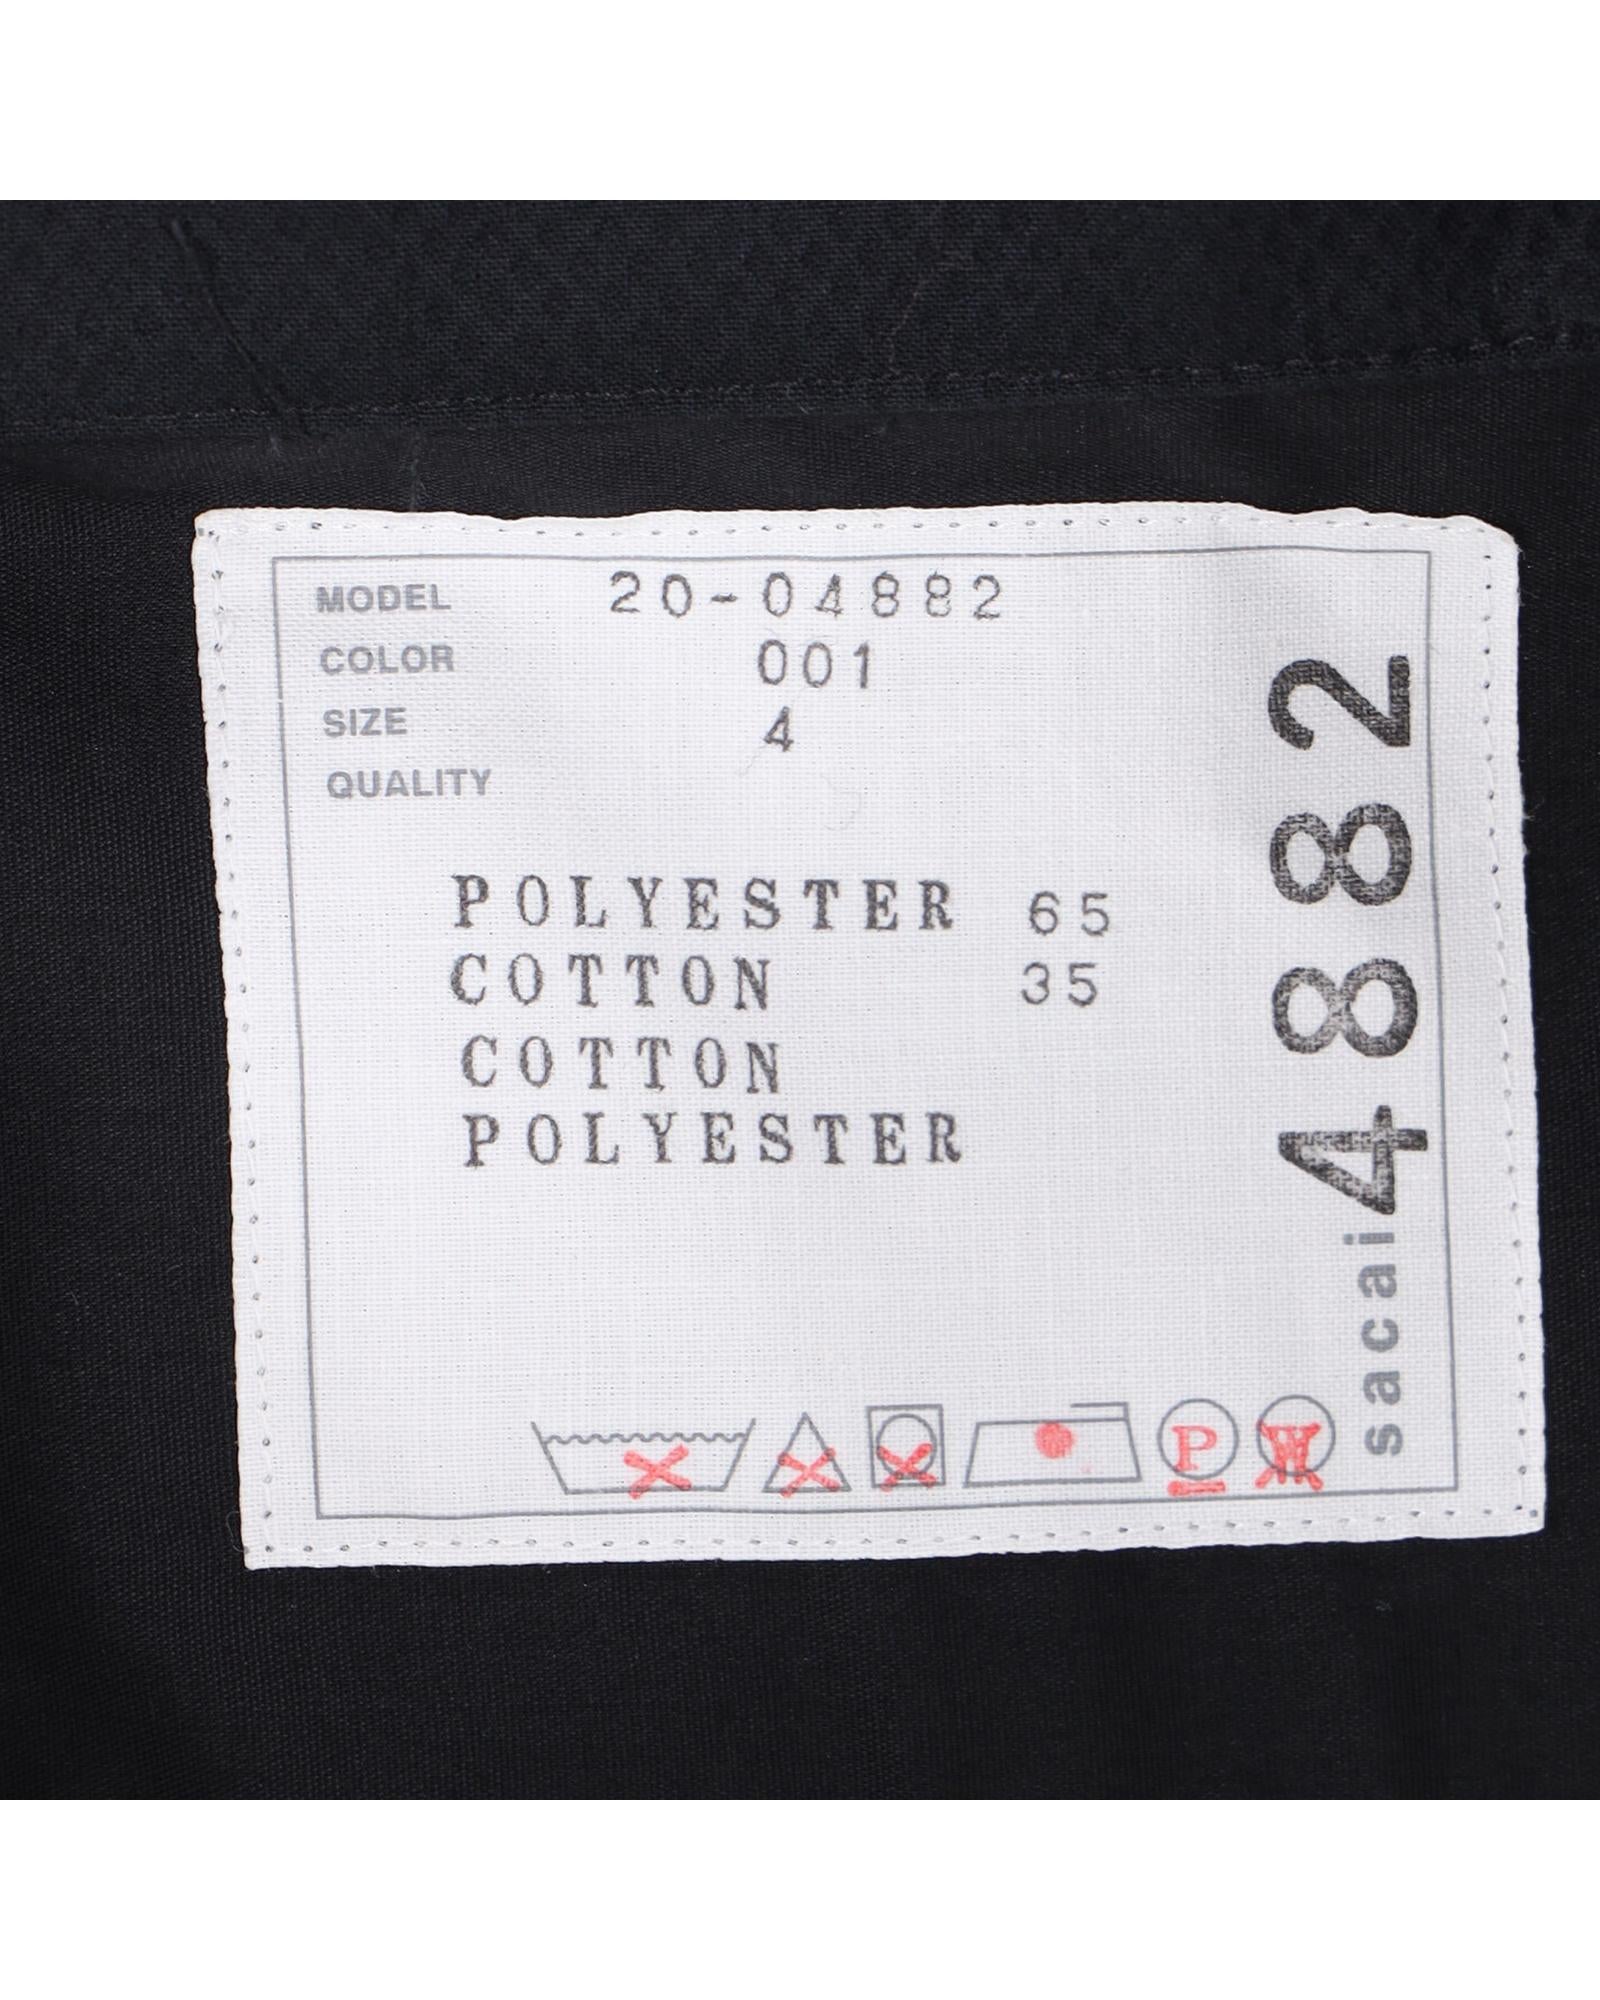 MODEL 20-04882
COLOR 001
SIZE 4
QUALITY
POLYESTER 65
COTTON 35
COTTON
POLYESTER
sacai 4882
P W